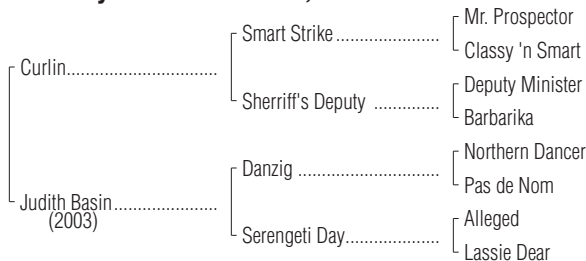 Mr. Prospector
Smart Strike
Classy 'n Smart
Curlin
Deputy Minister
Sherriff's Deputy
Barbarika
Northern Dancer
Danzig
Pas de Nom
Judith Basin
(2003)
Alleged
Serengeti Day
Lassie Dear